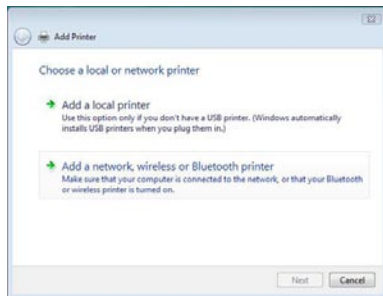 Add Printer
Choose a local or network printer
Add a local printer
Use this option only if you don't have a USB printer. (Windows automatically
installs USB printers when you plug them in.)
Add a network, wireless or Bluetooth printer
Make sure that your computer is connected to the network, or that your Bluetooth
or wireless printer is turned on.
Next
Cancel